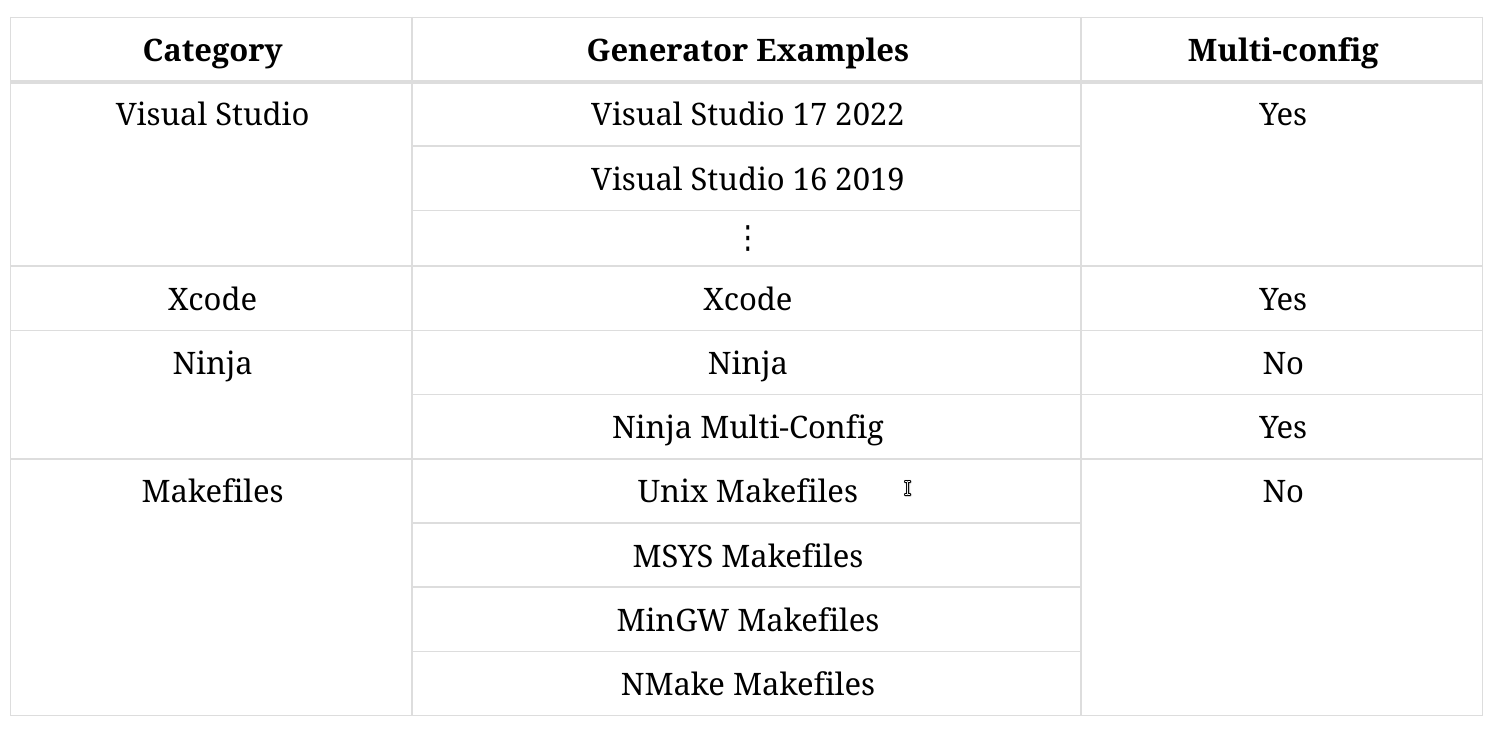 Category Generator Examples Multi-config
Visual Studio Visual Studio 17 2022 Yes
Visual Studio 16 2019
⋮
Xcode Xcode Yes
Ninja Ninja No
Ninja Multi-Config Yes
Makefiles Unix Makefiles No
MSYS Makefiles
MinGW Makefiles
NMake Makefiles